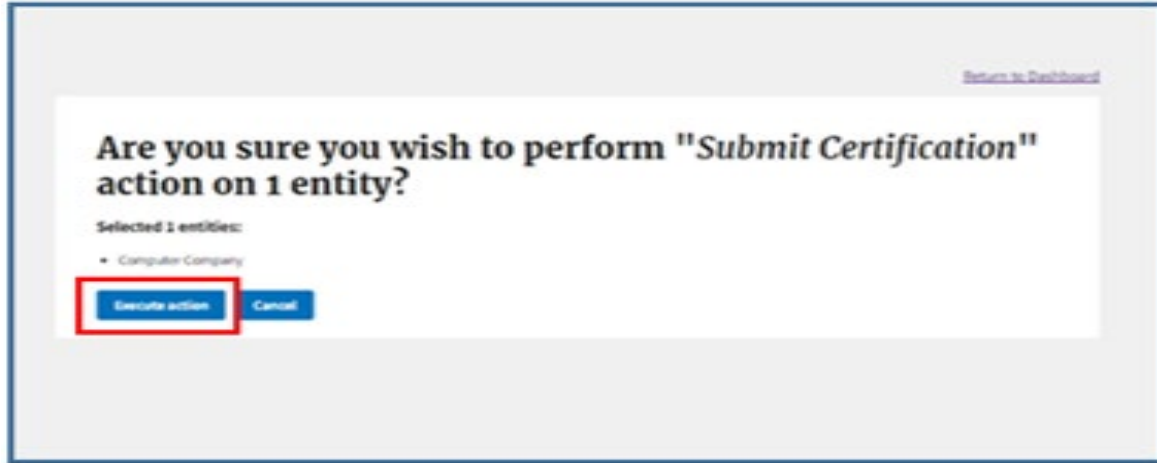 Return to Dashboard
Are you sure you wish to perform "Submit Certification"
action on 1 entity?
Selected 1 entities:
• Computer Company
Execute action
Cancel